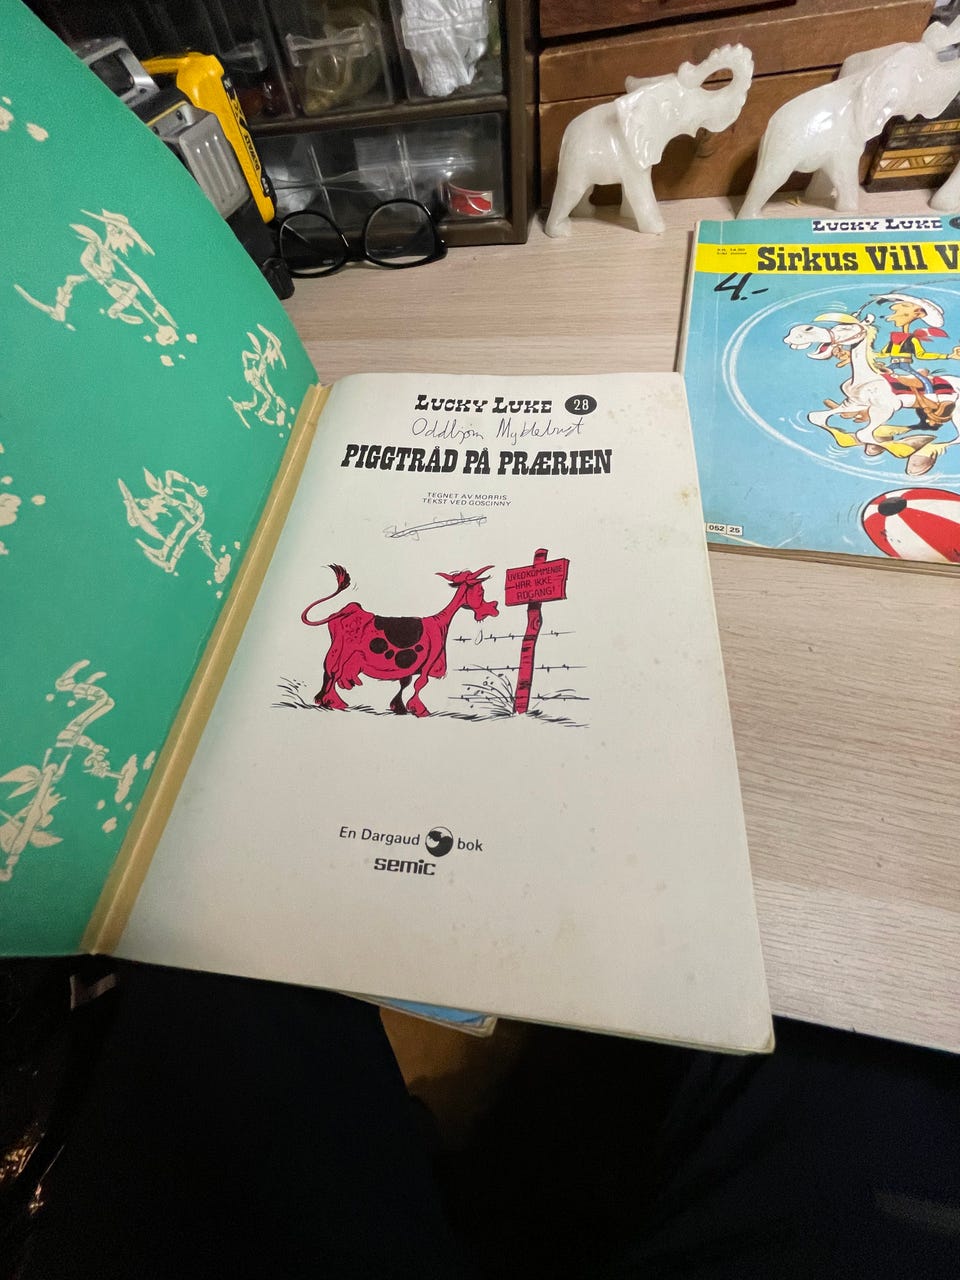 LUCKY LUKE 28
Oddbjørn Myklebust
PIGGTRÅD PÅ PRÆRIEN
TEGNET AV MORRIS
TEKST VED GOSCINNY
UVEDKOMMENDE
HAR IKKE
ADGANG!
En Dargaud bok
semic
LUCKY LUKE
Sirkus Vill V
4.-
052 25